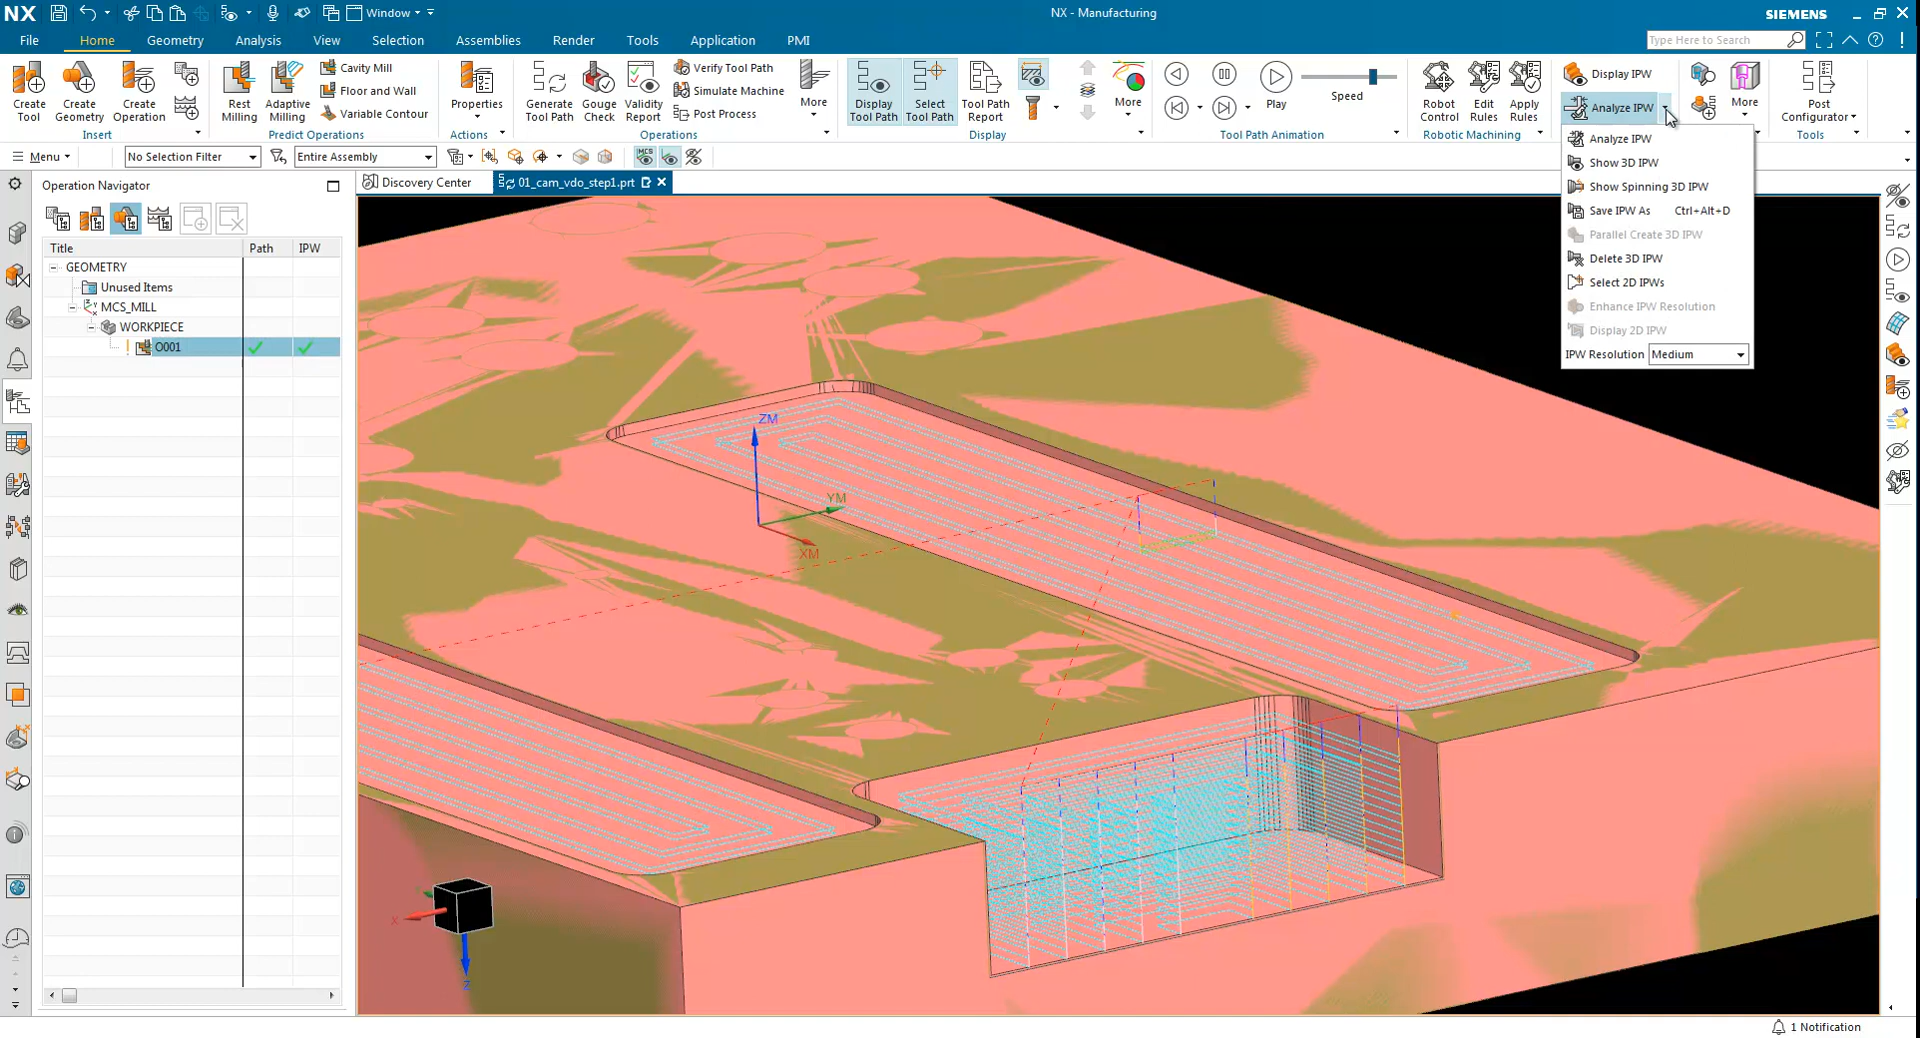 NX Window NX - Manufacturing SIEMENS
File Home Geometry Analysis View Selection Assemblies Render Tools Application PMI Type Here to Search
Create Tool
Create Geometry
Create Operation
Insert
Rest Milling
Adaptive Milling
Cavity Mill
Floor and Wall
Variable Contour
Predict Operations
Properties
Actions
Generate Tool Path
Gouge Check
Validity Report
Verify Tool Path
Simulate Machine
Post Process
More
Operations
Display Tool Path
Select Tool Path
Tool Path Report
More
Display
Play
Speed
Tool Path Animation
Robot Control
Edit Rules
Apply Rules
Robotic Machining
Display IPW
Analyze IPW
More
Post Configurator
Tools
Menu No Selection Filter Entire Assembly MCS
Analyze IPW
Show 3D IPW
Show Spinning 3D IPW
Save IPW As Ctrl+Alt+D
Parallel Create 3D IPW
Delete 3D IPW
Select 2D IPWs
Enhance IPW Resolution
Display 2D IPW
IPW Resolution Medium
Operation Navigator
Discovery Center 01_cam_vdo_step1.prt
Title Path IPW
GEOMETRY
Unused Items
MCS_MILL
WORKPIECE
O001
ZM
YM
XM
X
Z
1 Notification